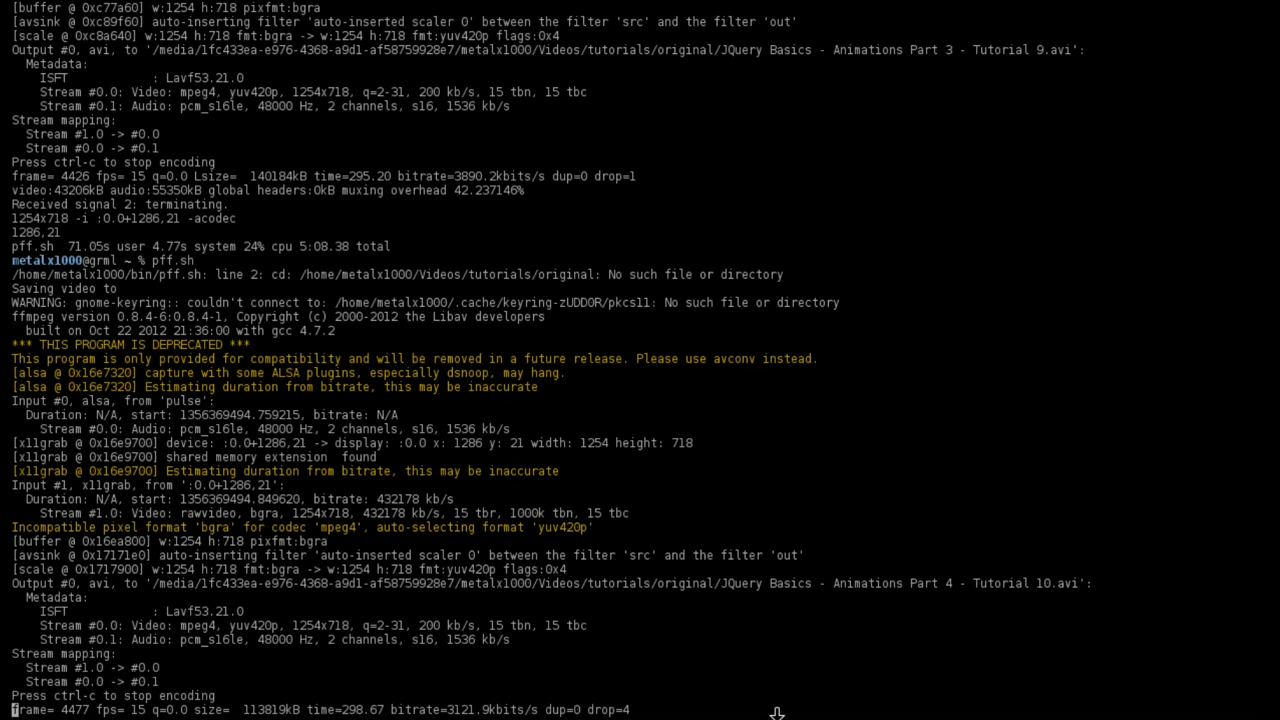 [buffer @ 0xc77a60] w:1254 h:718 pixfmt:bgra
[avsink @ 0xc89f60] auto-inserting filter 'auto-inserted scaler 0' between the filter 'src' and the filter 'out'
[scale @ 0xc8a640] w:1254 h:718 fmt:bgra -> w:1254 h:718 fmt:yuv420p flags:0x4
Output #0, avi, to '/media/1fc433ea-e976-4368-a9d1-af58759928e7/metalx1000/Videos/tutorials/original/JQuery Basics - Animations Part 3 - Tutorial 9.avi':
  Metadata:
    ISFT            : Lavf53.21.0
    Stream #0.0: Video: mpeg4, yuv420p, 1254x718, q=2-31, 200 kb/s, 15 tbn, 15 tbc
    Stream #0.1: Audio: pcm_s16le, 48000 Hz, 2 channels, s16, 1536 kb/s
Stream mapping:
  Stream #1.0 -> #0.0
  Stream #0.0 -> #0.1
Press ctrl-c to stop encoding
frame= 4426 fps= 15 q=0.0 Lsize=  140184kB time=295.20 bitrate=3890.2kbits/s dup=0 drop=1
video:43206kB audio:55350kB global headers:0kB muxing overhead 42.237146%
Received signal 2: terminating.
1254x718 -i :0.0+1286,21 -acodec
1286,21
pff.sh  71.05s user 4.77s system 24% cpu 5:08.38 total
metalx1000@grml ~ % pff.sh
/home/metalx1000/bin/pff.sh: line 2: cd: /home/metalx1000/Videos/tutorials/original: No such file or directory
Saving video to
WARNING: gnome-keyring:: couldn't connect to: /home/metalx1000/.cache/keyring-zUDD0R/pkcs11: No such file or directory
ffmpeg version 0.8.4-6:0.8.4-1, Copyright (c) 2000-2012 the Libav developers
  built on Oct 22 2012 21:36:00 with gcc 4.7.2
*** THIS PROGRAM IS DEPRECATED ***
This program is only provided for compatibility and will be removed in a future release. Please use avconv instead.
[alsa @ 0x16e7320] capture with some ALSA plugins, especially dsnoop, may hang.
[alsa @ 0x16e7320] Estimating duration from bitrate, this may be inaccurate
Input #0, alsa, from 'pulse':
  Duration: N/A, start: 1356369494.759215, bitrate: N/A
    Stream #0.0: Audio: pcm_s16le, 48000 Hz, 2 channels, s16, 1536 kb/s
[x11grab @ 0x16e9700] device: :0.0+1286,21 -> display: :0.0 x: 1286 y: 21 width: 1254 height: 718
[x11grab @ 0x16e9700] shared memory extension  found
[x11grab @ 0x16e9700] Estimating duration from bitrate, this may be inaccurate
Input #1, x11grab, from ':0.0+1286,21':
  Duration: N/A, start: 1356369494.849620, bitrate: 432178 kb/s
    Stream #1.0: Video: rawvideo, bgra, 1254x718, 432178 kb/s, 15 tbr, 1000k tbn, 15 tbc
Incompatible pixel format 'bgra' for codec 'mpeg4', auto-selecting format 'yuv420p'
[buffer @ 0x16ea800] w:1254 h:718 pixfmt:bgra
[avsink @ 0x17171e0] auto-inserting filter 'auto-inserted scaler 0' between the filter 'src' and the filter 'out'
[scale @ 0x1717900] w:1254 h:718 fmt:bgra -> w:1254 h:718 fmt:yuv420p flags:0x4
Output #0, avi, to '/media/1fc433ea-e976-4368-a9d1-af58759928e7/metalx1000/Videos/tutorials/original/JQuery Basics - Animations Part 4 - Tutorial 10.avi':
  Metadata:
    ISFT            : Lavf53.21.0
    Stream #0.0: Video: mpeg4, yuv420p, 1254x718, q=2-31, 200 kb/s, 15 tbn, 15 tbc
    Stream #0.1: Audio: pcm_s16le, 48000 Hz, 2 channels, s16, 1536 kb/s
Stream mapping:
  Stream #1.0 -> #0.0
  Stream #0.0 -> #0.1
Press ctrl-c to stop encoding
frame= 4477 fps= 15 q=0.0 size=  113819kB time=298.67 bitrate=3121.9kbits/s dup=0 drop=4